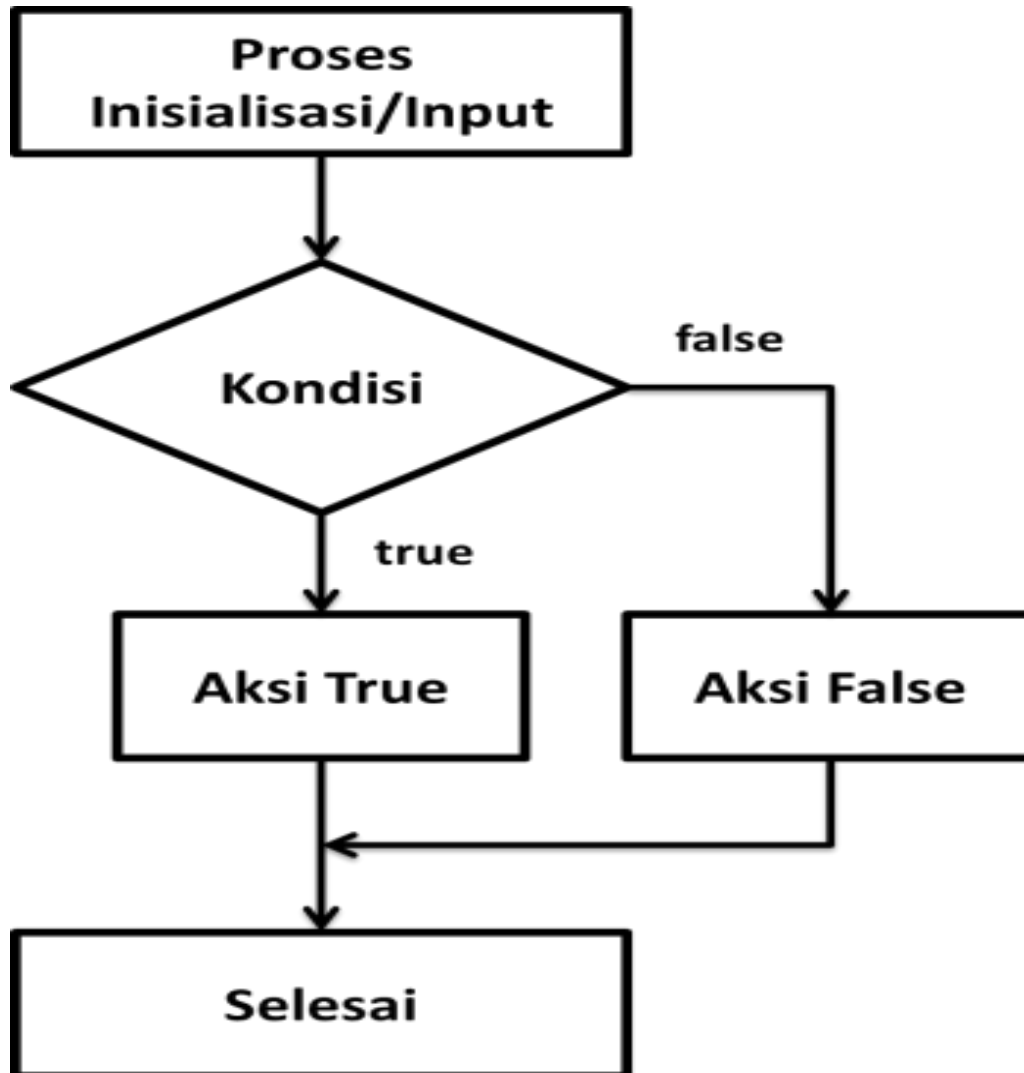 Proses
Inisialisasi/Input
Kondisi
false
true
Aksi True
Aksi False
Selesai